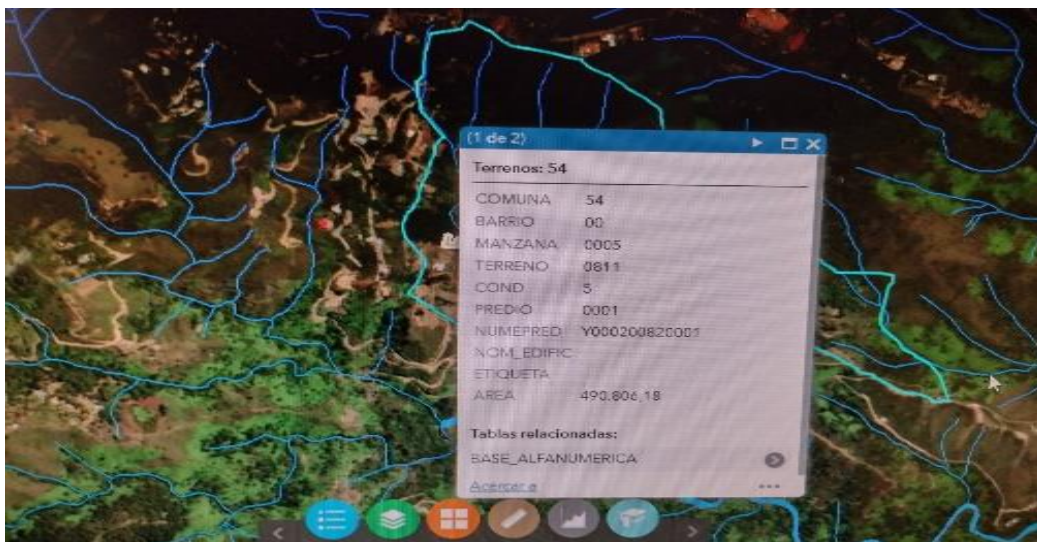 (1 de 2)
Terrenos: 54
COMUNA 54
BARRIO 00
MANZANA 0005
TERRENO 0811
COND 5
PREDIO 0001
NUMEPRED Y000200820001
NOM_EDIFIC
ETIQUETA
AREA 490.806,18
Tablas relacionadas:
BASE_ALFANUMERICA
Acercar a